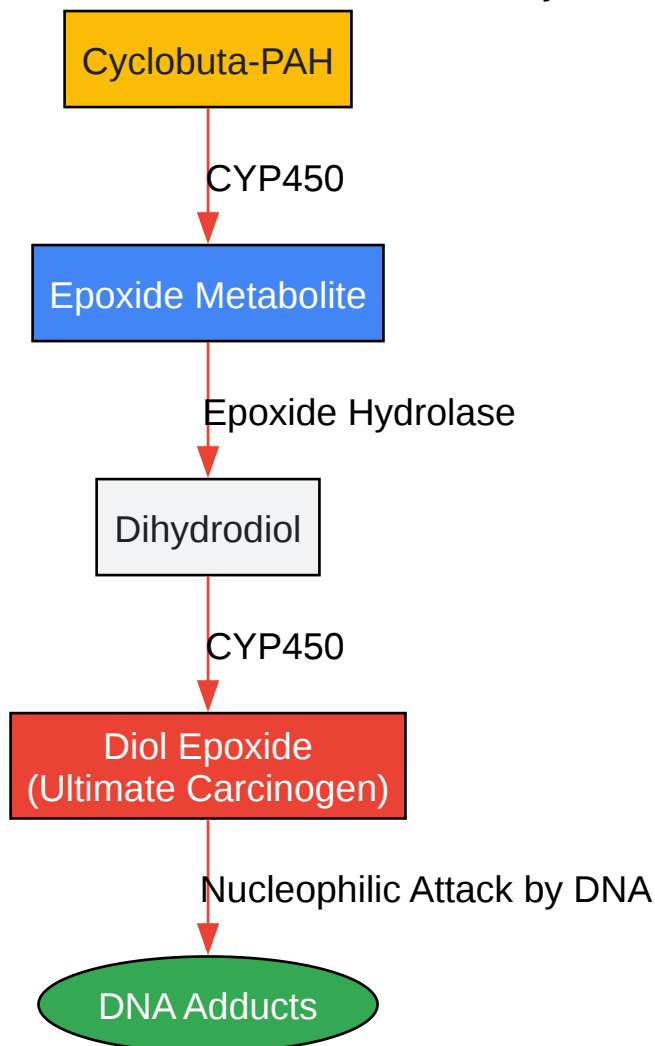 Cyclobuta-PAH
CYP450
Epoxide Metabolite
Epoxide Hydrolase
Dihydrodiol
CYP450
Diol Epoxide
(Ultimate Carcinogen)
Nucleophilic Attack by DNA
DNA Adducts